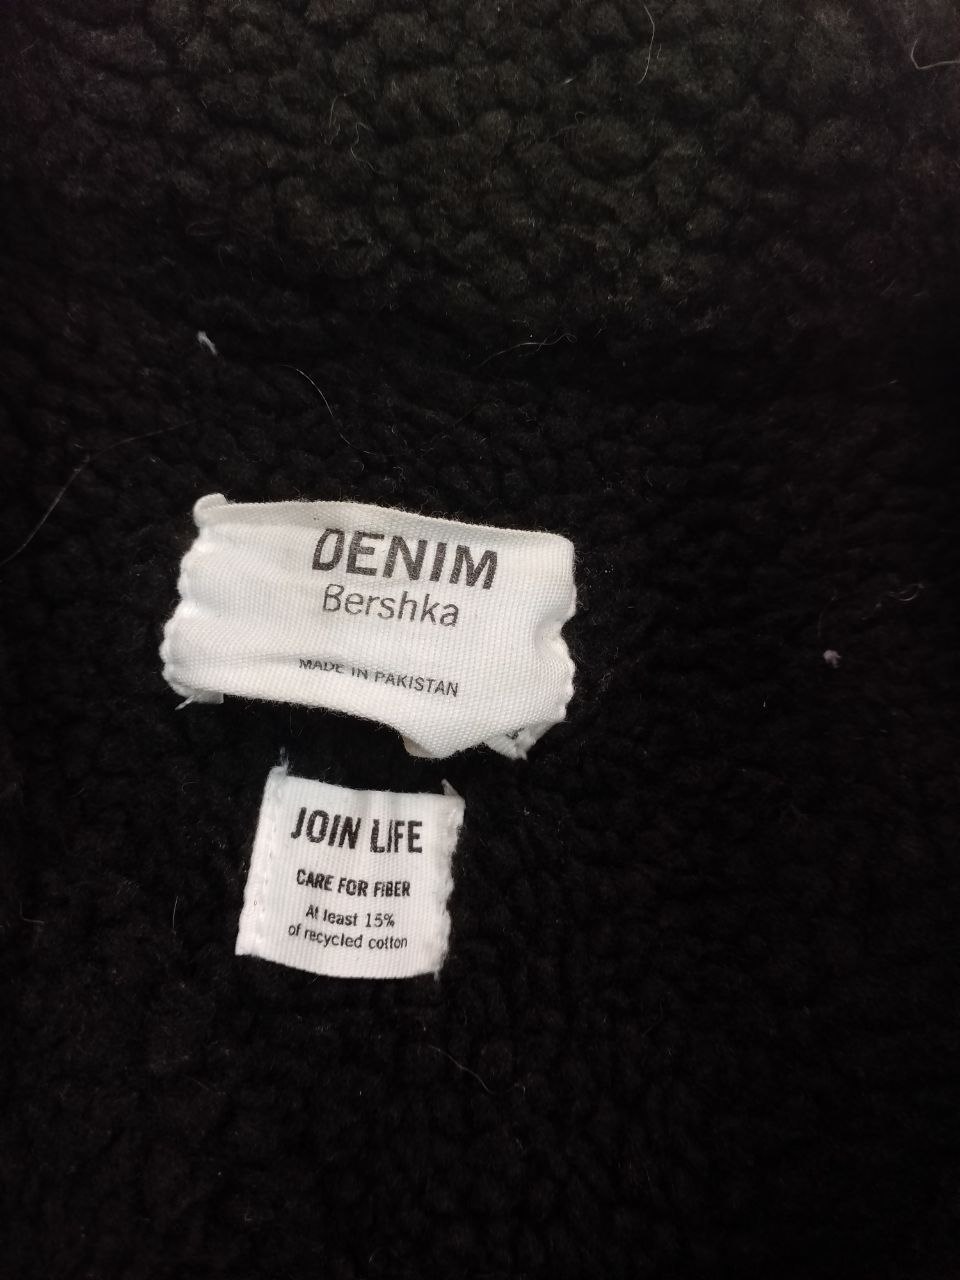 DENIM
Bershka
MADE IN PAKISTAN
JOIN LIFE
CARE FOR FIBER
At least 15%
of recycled cotton